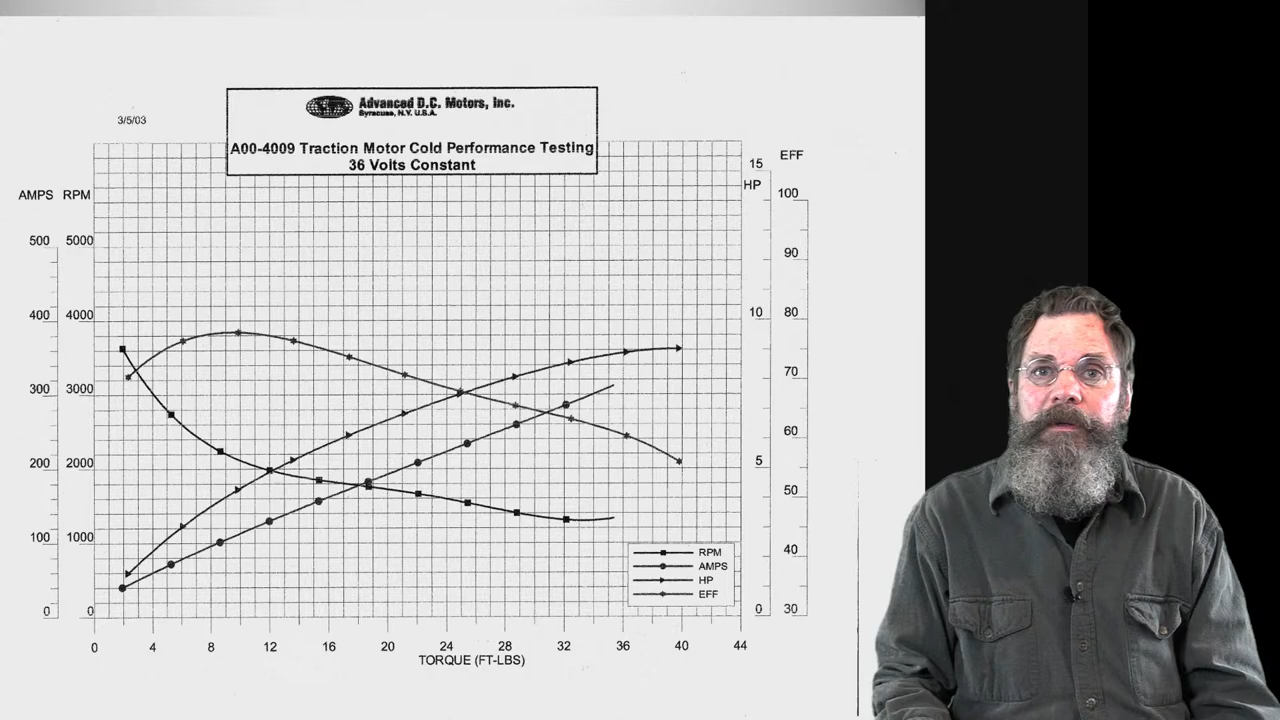 Advanced D.C. Motors, Inc.
Syracuse, N.Y. U.S.A.
3/5/03
A00-4009 Traction Motor Cold Performance Testing
36 Volts Constant
AMPS RPM
15 EFF
HP
100
500 5000
90
400 4000
10 80
300 3000
70
60
200 2000
5
50
100 1000
40
RPM
AMPS
HP
EFF
0 0
0 30
0 4 8 12 16 20 24 28 32 36 40 44
TORQUE (FT-LBS)